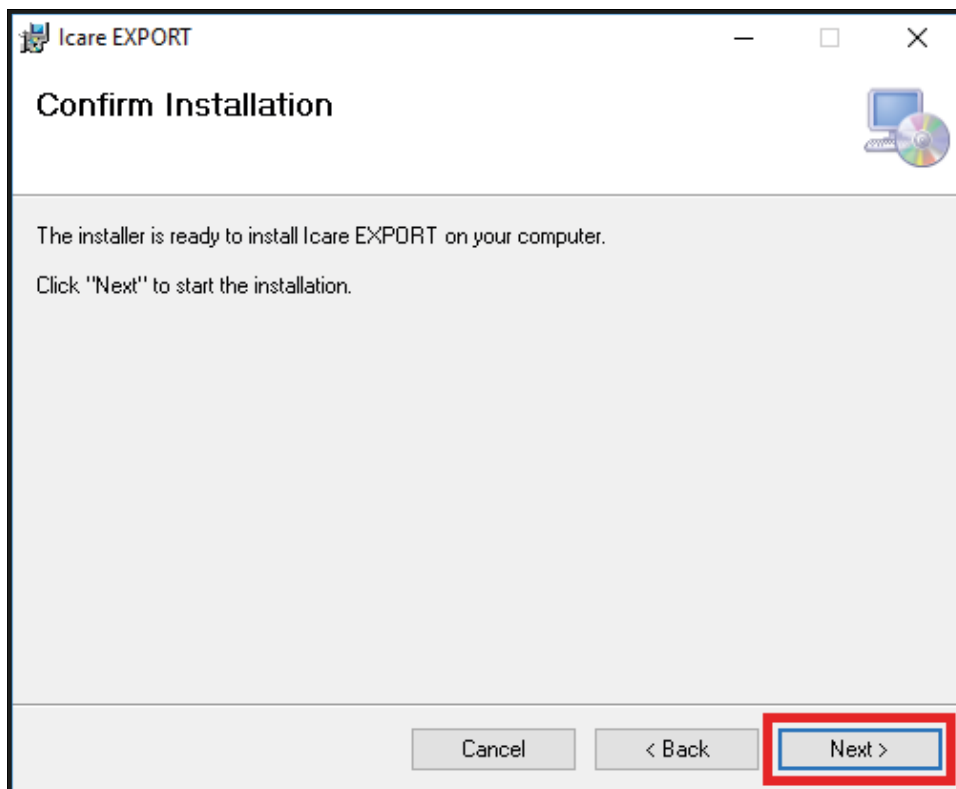 Icare EXPORT
Confirm Installation
The installer is ready to install Icare EXPORT on your computer.
Click "Next" to start the installation.
Cancel
< Back
Next >